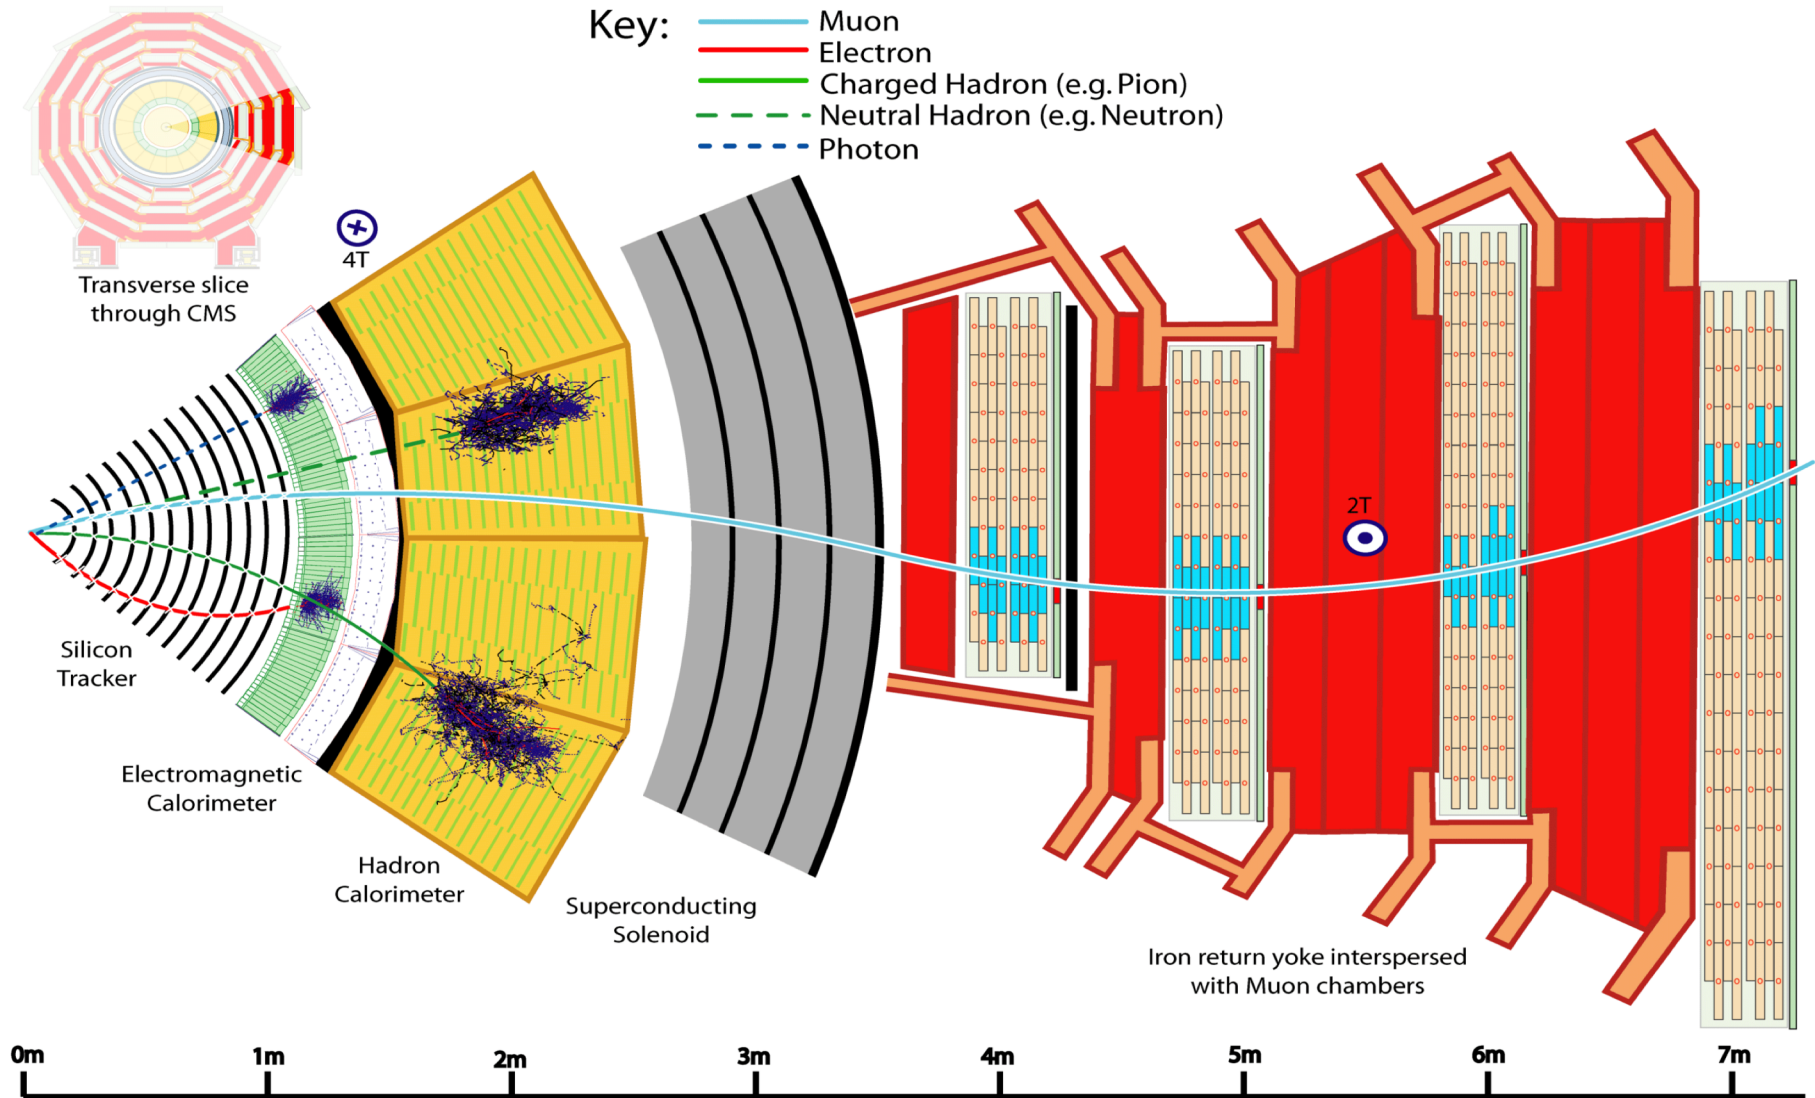 Key:
Muon
Electron
Charged Hadron (e.g. Pion)
Neutral Hadron (e.g. Neutron)
Photon
Transverse slice
through CMS
4T
2T
Silicon
Tracker
Electromagnetic
Calorimeter
Hadron
Calorimeter
Superconducting
Solenoid
Iron return yoke interspersed
with Muon chambers
0m 1m 2m 3m 4m 5m 6m 7m